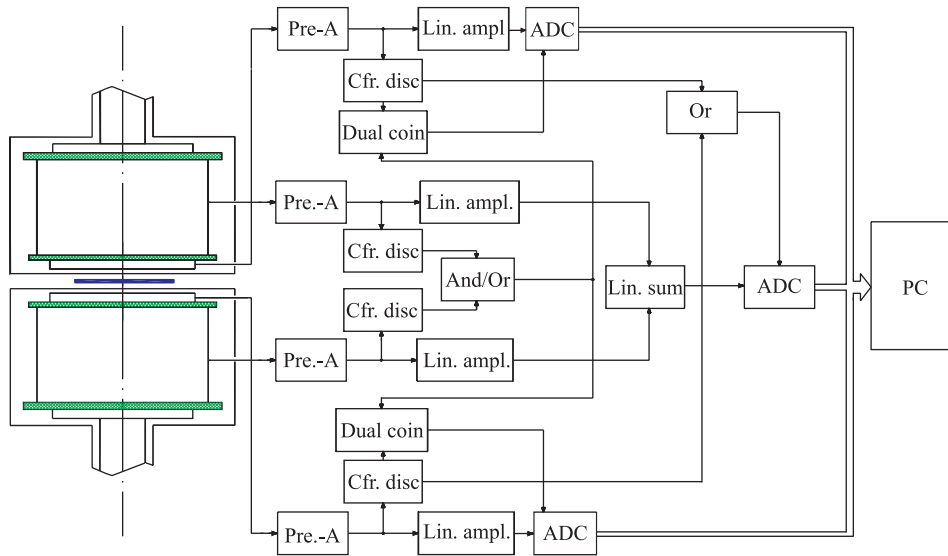 Pre-A
Lin. ampl
ADC
Cfr. disc
Or
Dual coin
Pre.-A
Lin. ampl.
Cfr. disc
And/Or
Lin. sum
ADC
PC
Cfr. disc
Pre.-A
Lin. ampl.
Dual coin
Cfr. disc
Pre.-A
Lin. ampl.
ADC